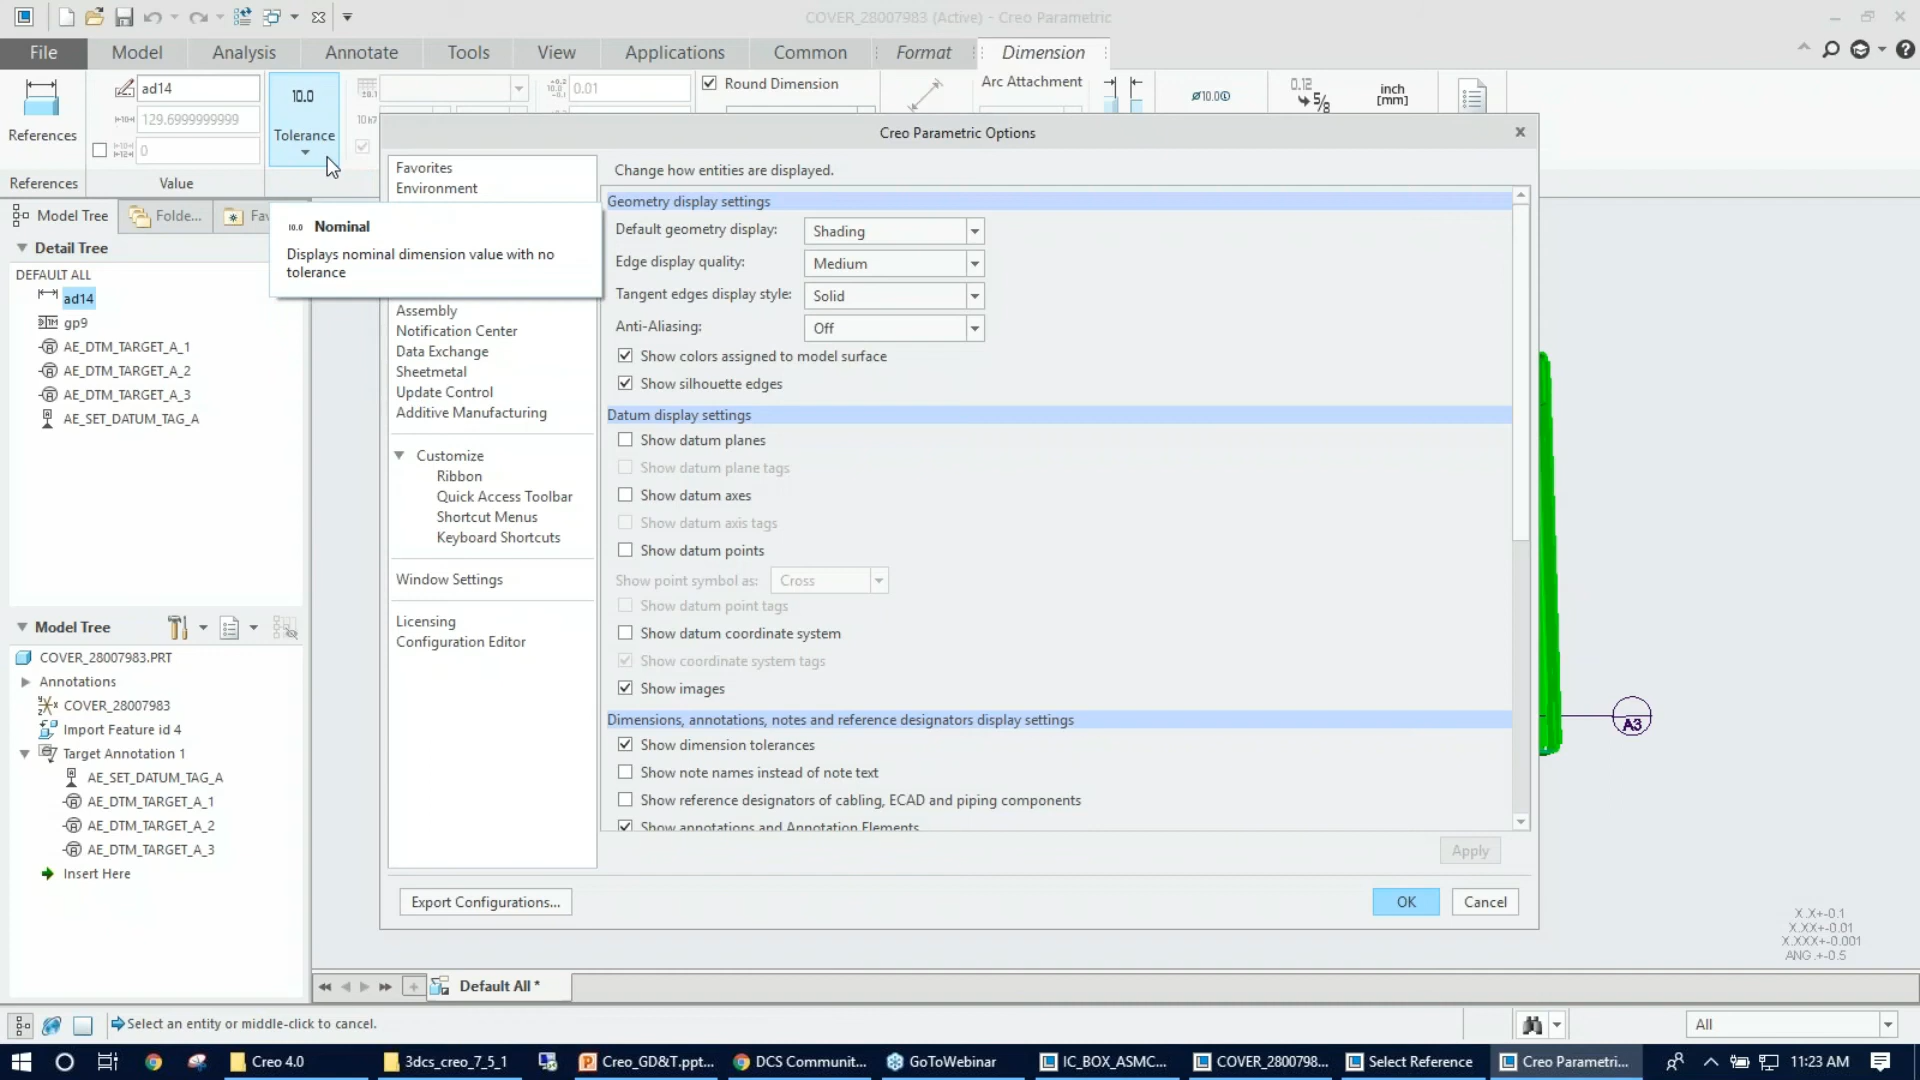 COVER_28007983 (Active) - Creo Parametric
File
Model
Analysis
Annotate
Tools
View
Applications
Common
Format
Dimension
References
ad14
129.6999999999
0
10.0
Tolerance
0.01
Round Dimension
Arc Attachment
inch
[mm]
References
Value
Creo Parametric Options
Model Tree
Folde...
Fav
Detail Tree
DEFAULT ALL
ad14
gp9
AE_DTM_TARGET_A_1
AE_DTM_TARGET_A_2
AE_DTM_TARGET_A_3
AE_SET_DATUM_TAG_A
10.0 Nominal
Displays nominal dimension value with no
tolerance
Favorites
Environment
Assembly
Notification Center
Data Exchange
Sheetmetal
Update Control
Additive Manufacturing
Customize
Ribbon
Quick Access Toolbar
Shortcut Menus
Keyboard Shortcuts
Window Settings
Licensing
Configuration Editor
Change how entities are displayed.
Geometry display settings
Default geometry display: Shading
Edge display quality: Medium
Tangent edges display style: Solid
Anti-Aliasing: Off
Show colors assigned to model surface
Show silhouette edges
Datum display settings
Show datum planes
Show datum plane tags
Show datum axes
Show datum axis tags
Show datum points
Show point symbol as: Cross
Show datum point tags
Show datum coordinate system
Show coordinate system tags
Show images
Dimensions, annotations, notes and reference designators display settings
Show dimension tolerances
Show note names instead of note text
Show reference designators of cabling, ECAD and piping components
Show annotations and Annotation Elements
Apply
Export Configurations...
OK
Cancel
Model Tree
COVER_28007983.PRT
Annotations
COVER_28007983
Import Feature id 4
Target Annotation 1
AE_SET_DATUM_TAG_A
AE_DTM_TARGET_A_1
AE_DTM_TARGET_A_2
AE_DTM_TARGET_A_3
Insert Here
A3
X.X+-0.1
X.XX+-0.01
X.XXX+-0.001
ANG.+-0.5
Default All *
Select an entity or middle-click to cancel.
All
Creo 4.0
3dcs_creo_7_5_1
Creo_GD&T.ppt...
DCS Communit...
GoToWebinar
IC_BOX_ASMC...
COVER_2800798...
Select Reference
Creo Parametri...
11:23 AM